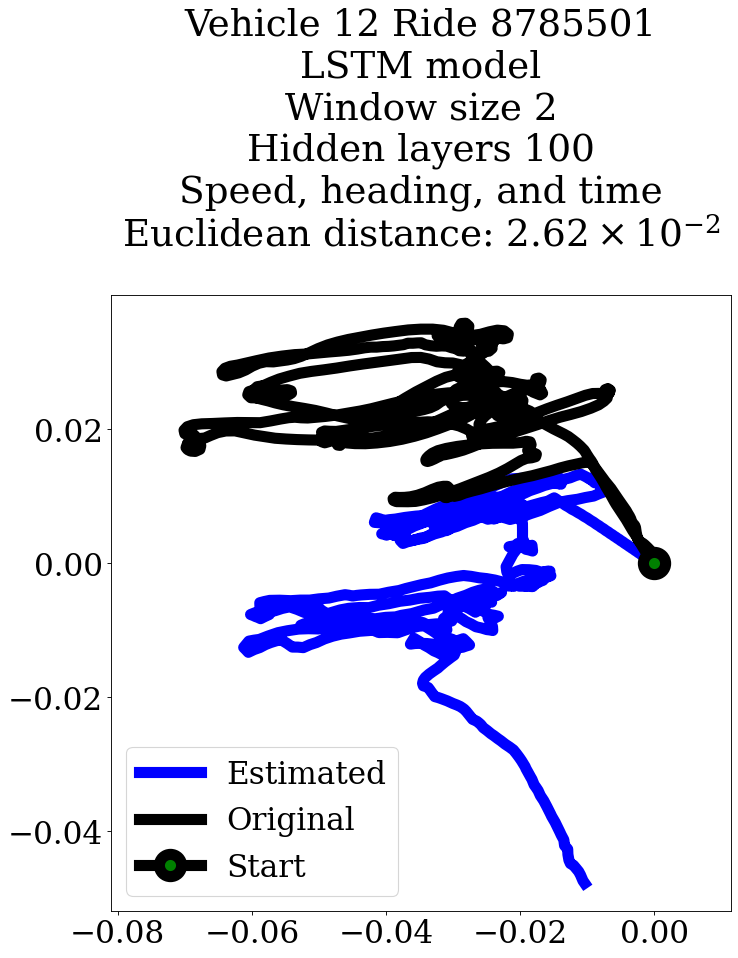 Vehicle 12 Ride 8785501
LSTM model
Window size 2
Hidden layers 100
Speed, heading, and time
Euclidean distance: 2.62 × 10⁻²
0.02
0.00
−0.02
−0.04
Estimated
Original
Start
−0.08 −0.06 −0.04 −0.02 0.00